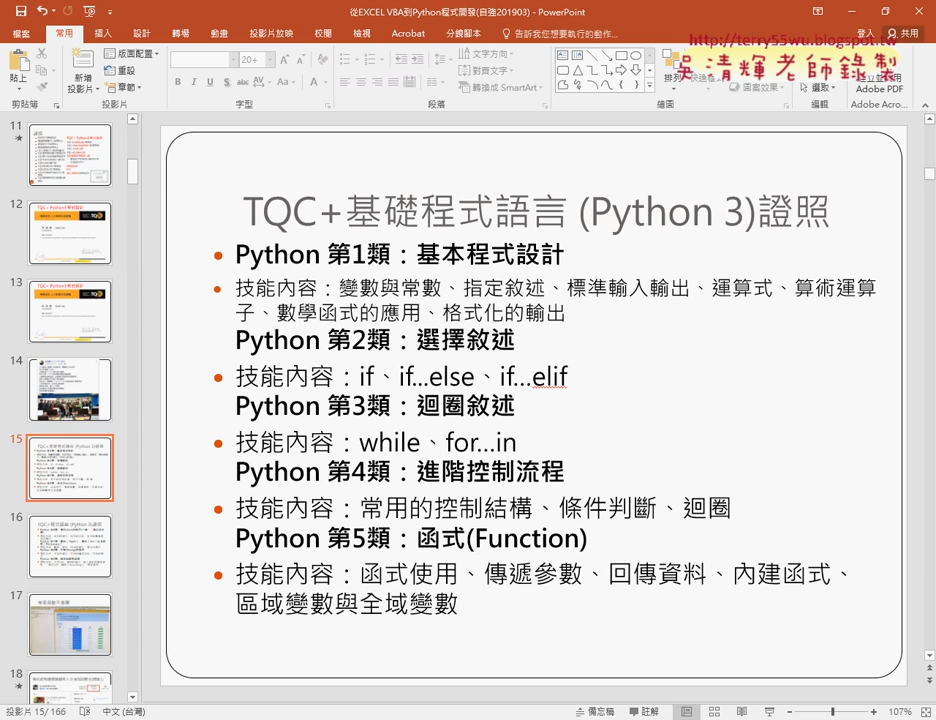 從EXCEL VBA到Python程式開發(自強201903) - PowerPoint
檔案 常用 插入 設計 轉場 動畫 投影片放映 校閱 檢視 Acrobat 分鏡腳本 告訴我您想要執行的動作... 登入 共用
http://terry55wu.blogspot.tw
吳清輝老師錄製
貼上 新增投影片 版面配置 重設 章節
20+
B I U S abc AV Aa A
文字方向
對齊文字
轉換成 SmartArt
選取
Adobe PDF
剪貼簿 投影片 字型 段落 繪圖 編輯 Adobe Acro...
11
12
13
14
15
16
17
18
TQC+基礎程式語言 (Python 3)證照
Python 第1類：基本程式設計
技能內容：變數與常數、指定敘述、標準輸入輸出、運算式、算術運算
子、數學函式的應用、格式化的輸出
Python 第2類：選擇敘述
技能內容：if、if...else、if...elif
Python 第3類：迴圈敘述
技能內容：while、for...in
Python 第4類：進階控制流程
技能內容：常用的控制結構、條件判斷、迴圈
Python 第5類：函式(Function)
技能內容：函式使用、傳遞參數、回傳資料、內建函式、
區域變數與全域變數
投影片 15/166 中文 (台灣) 備忘稿 註解 107%